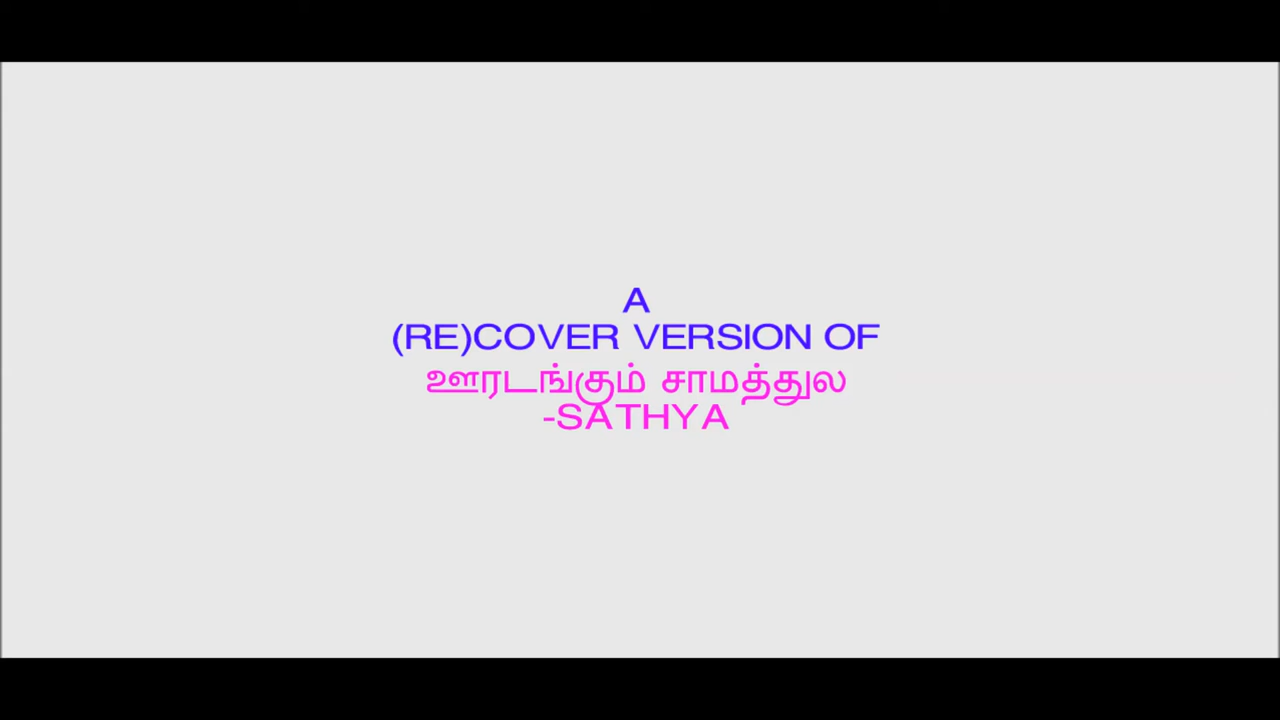 A
(RE)COVER VERSION OF
ஊரடங்கும் சாமத்துல
-SATHYA